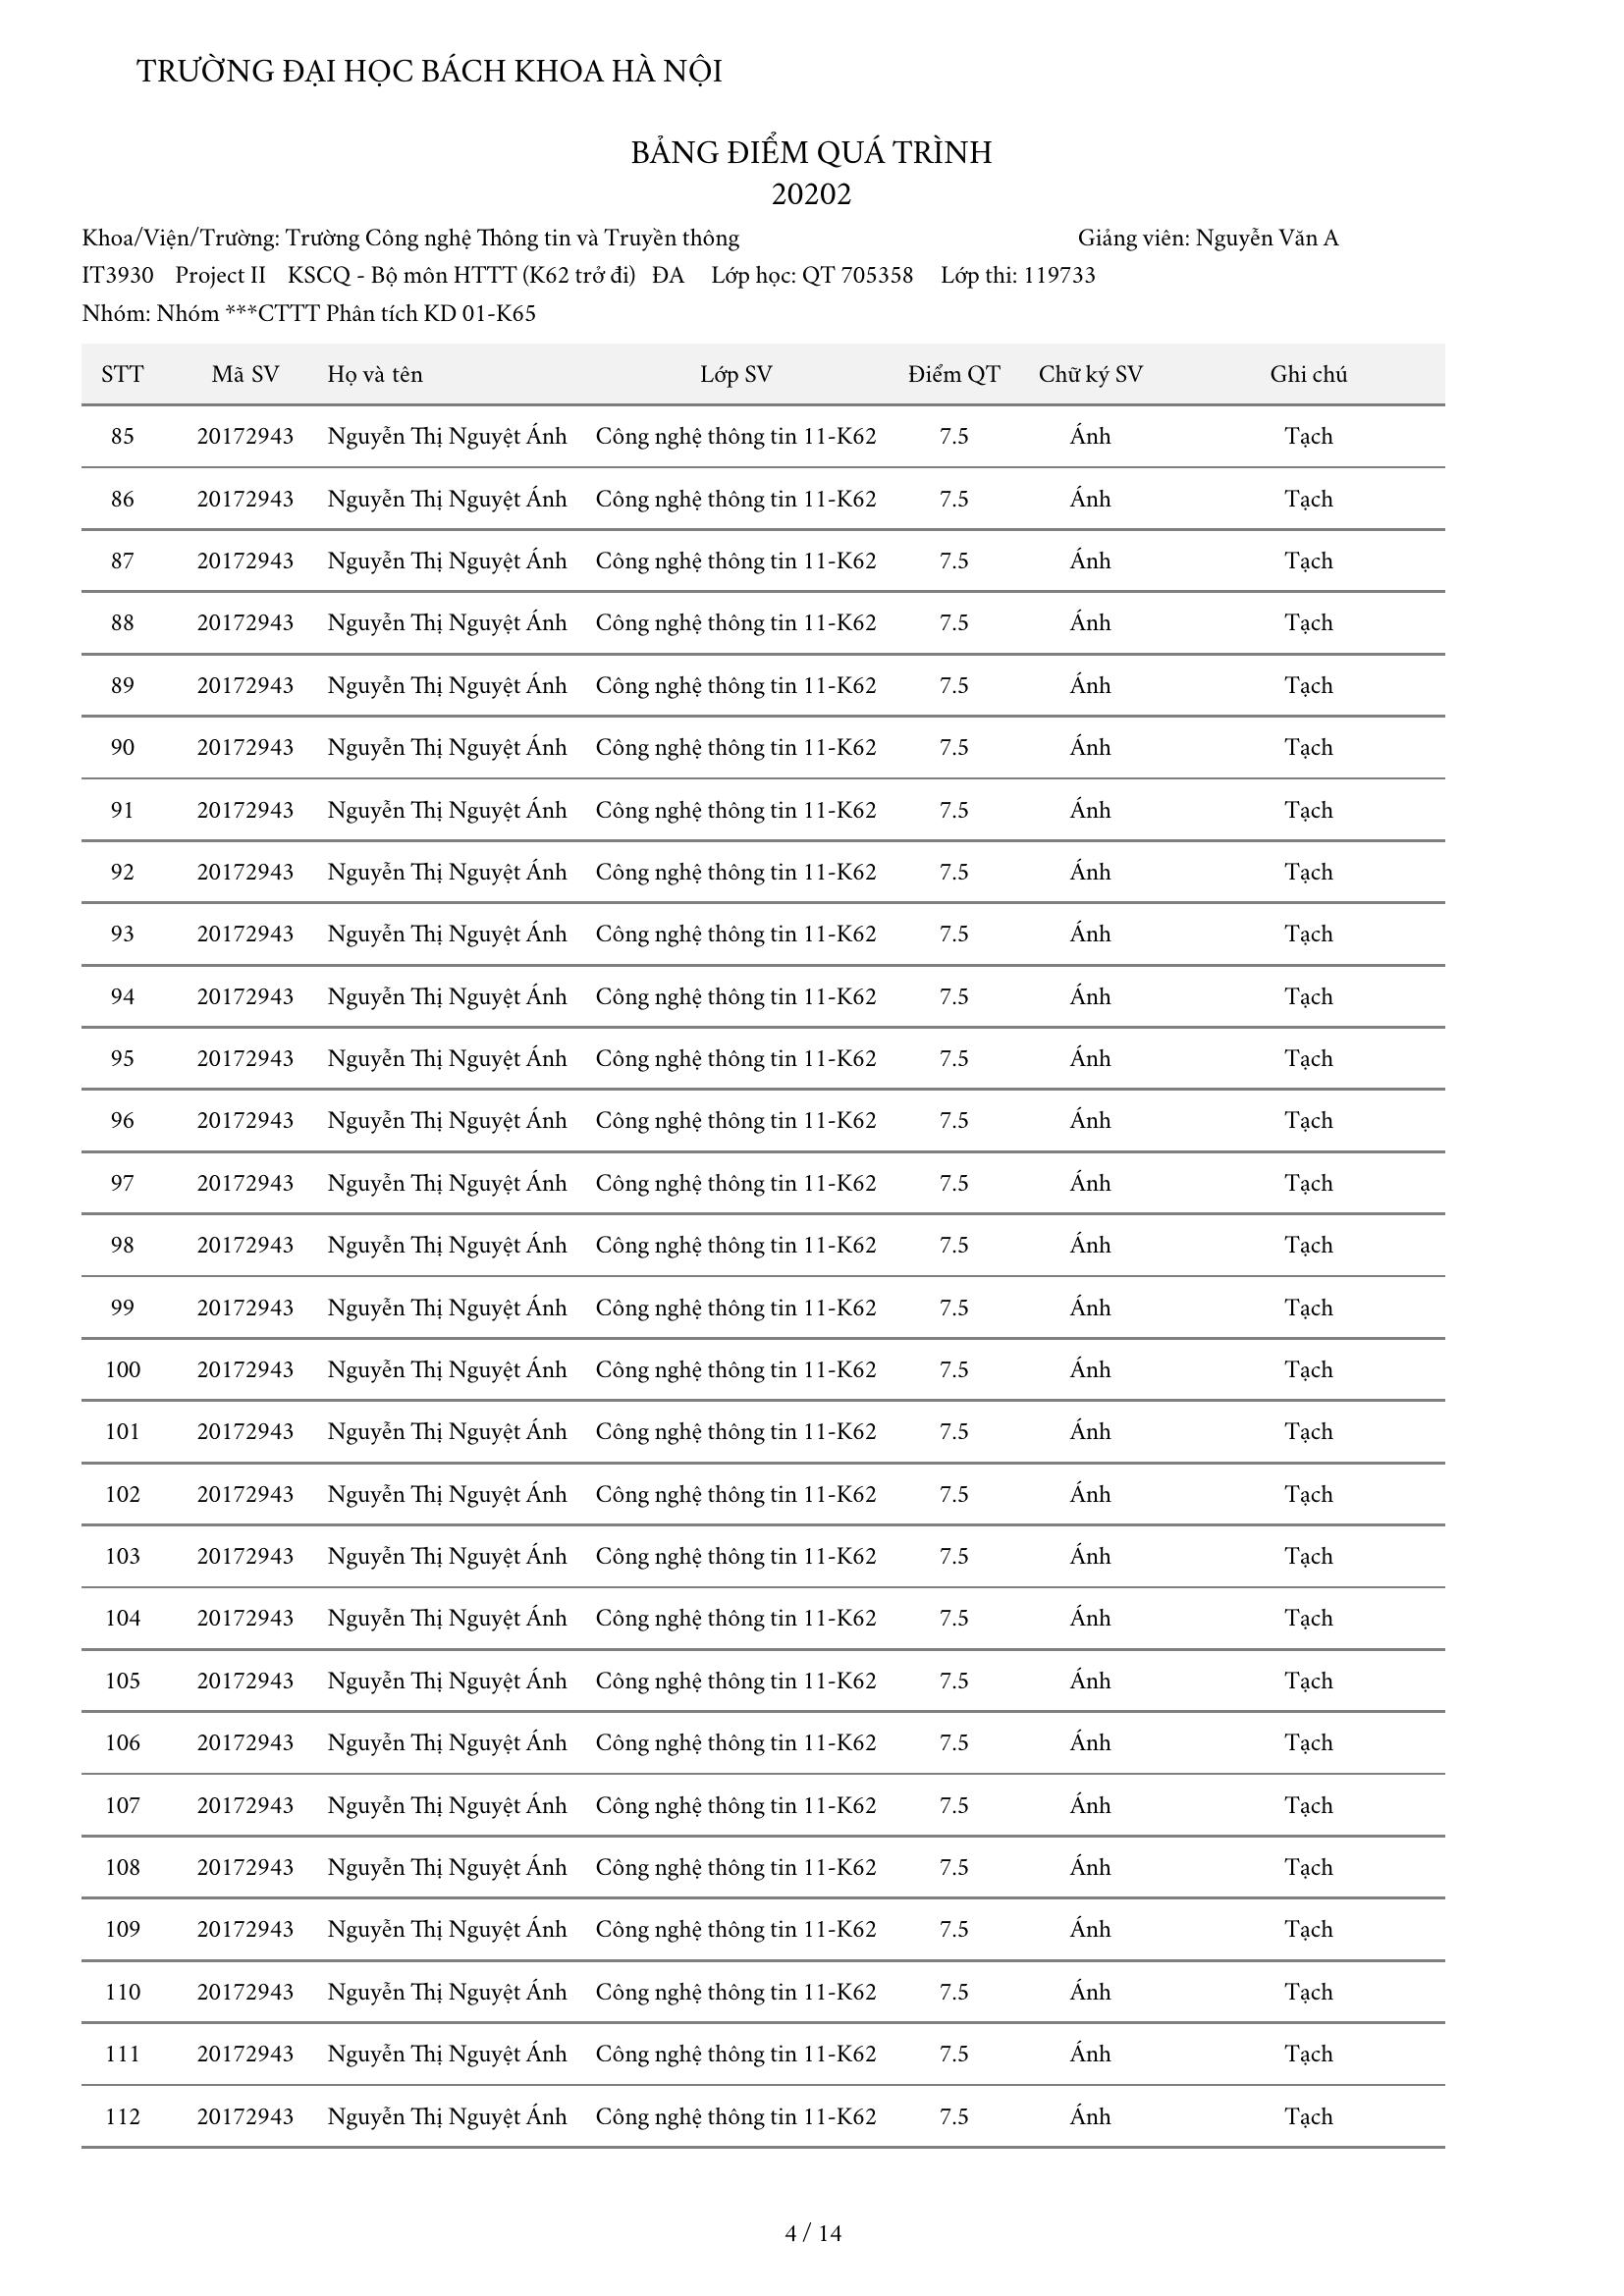 TRƯỜNG ĐẠI HỌC BÁCH KHOA HÀ NỘI
BẢNG ĐIỂM QUÁ TRÌNH
20202
Khoa/Viện/Trường: Trường Công nghệ Thông tin và Truyền thông Giảng viên: Nguyễn Văn A
IT3930 Project II KSCQ - Bộ môn HTTT (K62 trở đi) ĐA Lớp học: QT 705358 Lớp thi: 119733
Nhóm: Nhóm ***CTTT Phân tích KD 01-K65
STT Mã SV Họ và tên Lớp SV Điểm QT Chữ ký SV Ghi chú
85 20172943 Nguyễn Thị Nguyệt Ánh Công nghệ thông tin 11-K62 7.5 Ánh Tạch
86 20172943 Nguyễn Thị Nguyệt Ánh Công nghệ thông tin 11-K62 7.5 Ánh Tạch
87 20172943 Nguyễn Thị Nguyệt Ánh Công nghệ thông tin 11-K62 7.5 Ánh Tạch
88 20172943 Nguyễn Thị Nguyệt Ánh Công nghệ thông tin 11-K62 7.5 Ánh Tạch
89 20172943 Nguyễn Thị Nguyệt Ánh Công nghệ thông tin 11-K62 7.5 Ánh Tạch
90 20172943 Nguyễn Thị Nguyệt Ánh Công nghệ thông tin 11-K62 7.5 Ánh Tạch
91 20172943 Nguyễn Thị Nguyệt Ánh Công nghệ thông tin 11-K62 7.5 Ánh Tạch
92 20172943 Nguyễn Thị Nguyệt Ánh Công nghệ thông tin 11-K62 7.5 Ánh Tạch
93 20172943 Nguyễn Thị Nguyệt Ánh Công nghệ thông tin 11-K62 7.5 Ánh Tạch
94 20172943 Nguyễn Thị Nguyệt Ánh Công nghệ thông tin 11-K62 7.5 Ánh Tạch
95 20172943 Nguyễn Thị Nguyệt Ánh Công nghệ thông tin 11-K62 7.5 Ánh Tạch
96 20172943 Nguyễn Thị Nguyệt Ánh Công nghệ thông tin 11-K62 7.5 Ánh Tạch
97 20172943 Nguyễn Thị Nguyệt Ánh Công nghệ thông tin 11-K62 7.5 Ánh Tạch
98 20172943 Nguyễn Thị Nguyệt Ánh Công nghệ thông tin 11-K62 7.5 Ánh Tạch
99 20172943 Nguyễn Thị Nguyệt Ánh Công nghệ thông tin 11-K62 7.5 Ánh Tạch
100 20172943 Nguyễn Thị Nguyệt Ánh Công nghệ thông tin 11-K62 7.5 Ánh Tạch
101 20172943 Nguyễn Thị Nguyệt Ánh Công nghệ thông tin 11-K62 7.5 Ánh Tạch
102 20172943 Nguyễn Thị Nguyệt Ánh Công nghệ thông tin 11-K62 7.5 Ánh Tạch
103 20172943 Nguyễn Thị Nguyệt Ánh Công nghệ thông tin 11-K62 7.5 Ánh Tạch
104 20172943 Nguyễn Thị Nguyệt Ánh Công nghệ thông tin 11-K62 7.5 Ánh Tạch
105 20172943 Nguyễn Thị Nguyệt Ánh Công nghệ thông tin 11-K62 7.5 Ánh Tạch
106 20172943 Nguyễn Thị Nguyệt Ánh Công nghệ thông tin 11-K62 7.5 Ánh Tạch
107 20172943 Nguyễn Thị Nguyệt Ánh Công nghệ thông tin 11-K62 7.5 Ánh Tạch
108 20172943 Nguyễn Thị Nguyệt Ánh Công nghệ thông tin 11-K62 7.5 Ánh Tạch
109 20172943 Nguyễn Thị Nguyệt Ánh Công nghệ thông tin 11-K62 7.5 Ánh Tạch
110 20172943 Nguyễn Thị Nguyệt Ánh Công nghệ thông tin 11-K62 7.5 Ánh Tạch
111 20172943 Nguyễn Thị Nguyệt Ánh Công nghệ thông tin 11-K62 7.5 Ánh Tạch
112 20172943 Nguyễn Thị Nguyệt Ánh Công nghệ thông tin 11-K62 7.5 Ánh Tạch
4 / 14